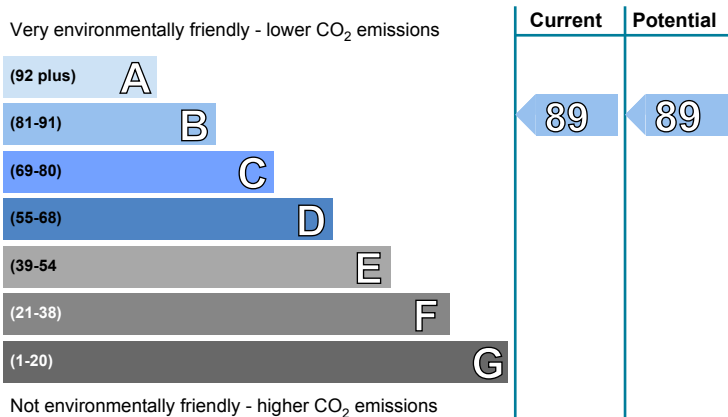 Current Potential
Very environmentally friendly - lower CO2 emissions
(92 plus) A
(81-91) B 89 89
(69-80) C
(55-68) D
(39-54 E
(21-38) F
(1-20) G
Not environmentally friendly - higher CO2 emissions